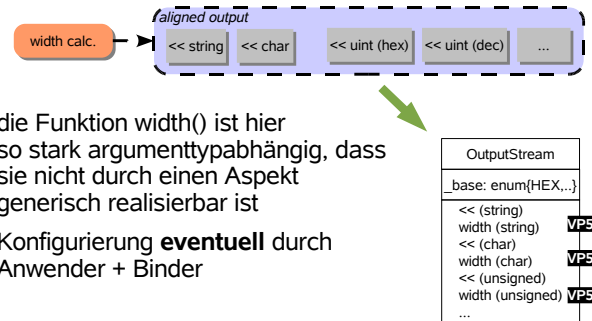 aligned output
width calc.
<< string
<< char
<< uint (hex)
<< uint (dec)
...
die Funktion width() ist hier
so stark argumenttypabhängig, dass
sie nicht durch einen Aspekt
generisch realisierbar ist
Konfigurierung eventuell durch
Anwender + Binder
OutputStream
_base: enum{HEX,..}
<< (string)
width (string) VP5
<< (char)
width (char) VP5
<< (unsigned)
width (unsigned) VP5
...